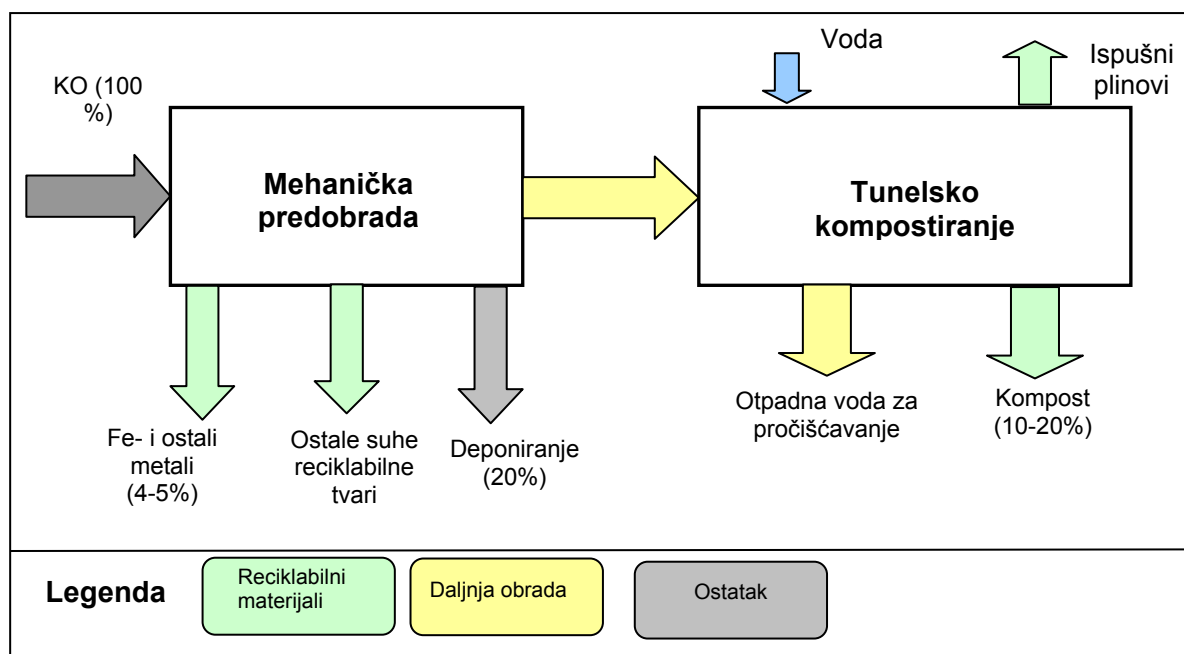 Voda
Ispušni
plinovi
KO (100
%)
Mehanička
predobrada
Tunelsko
kompostiranje
Fe- i ostali
metali
(4-5%)
Ostale suhe
reciklabilne
tvari
Deponiranje
(20%)
Otpadna voda za
pročišćavanje
Kompost
(10-20%)
Legenda
Reciklabilni
materijali
Daljnja obrada
Ostatak